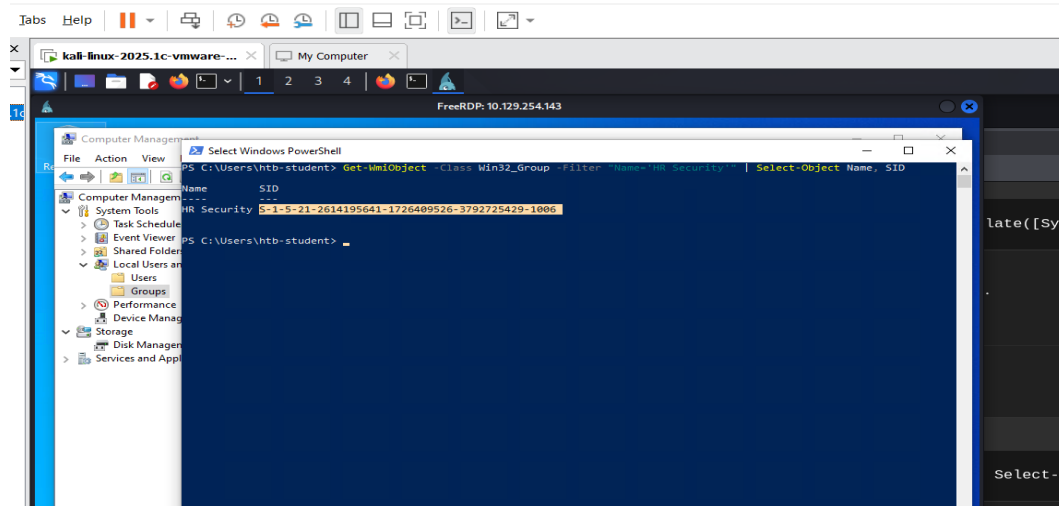 Tabs Help
kali-linux-2025.1c-vmware-... My Computer
1 2 3 4
FreeRDP: 10.129.254.143
Computer Management
Select Windows PowerShell
File Action View
PS C:\Users\htb-student> Get-WmiObject -Class Win32_Group -Filter "Name='HR Security'" | Select-Object Name, SID
Name SID
---- ---
HR Security S-1-5-21-2614195641-1726409526-3792725429-1006
PS C:\Users\htb-student>
Computer Managem
System Tools
Task Schedule
Event Viewer
Shared Folder
Local Users an
Users
Groups
Performance
Device Manag
Storage
Disk Managem
Services and Appl
late([Sy
.
Select-